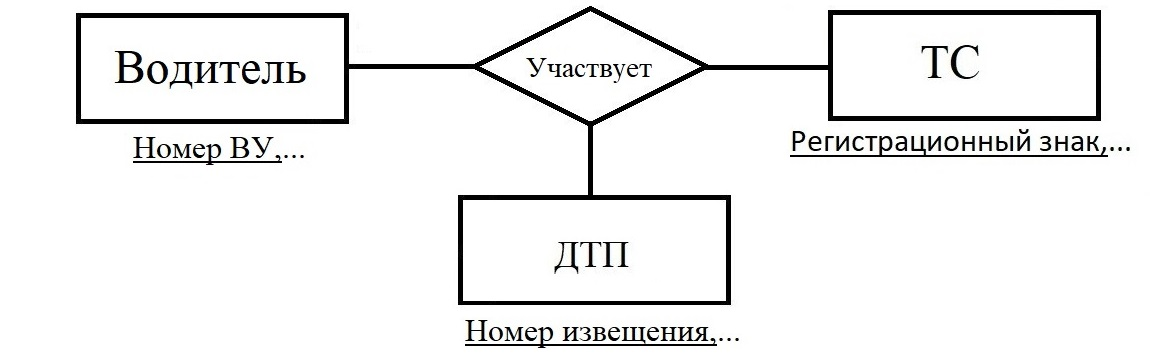 Водитель
Участвует
ТС
Номер ВУ,...
Регистрационный знак,...
ДТП
Номер извещения,...